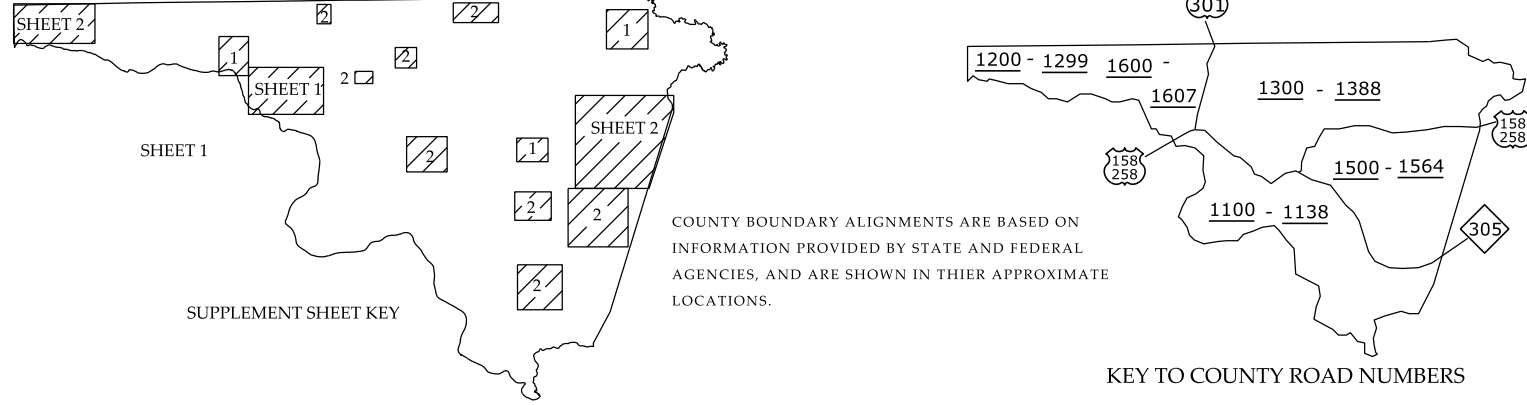 SHEET 2
2
2
1
1
2
2
SHEET 1
SHEET 2
SHEET 1
2
1
2
2
2
SUPPLEMENT SHEET KEY
COUNTY BOUNDARY ALIGNMENTS ARE BASED ON
INFORMATION PROVIDED BY STATE AND FEDERAL
AGENCIES, AND ARE SHOWN IN THIER APPROXIMATE
LOCATIONS.
301
1200 - 1299
1600 -
1607
1300 - 1388
158
258
158
258
1500 - 1564
1100 - 1138
305
KEY TO COUNTY ROAD NUMBERS